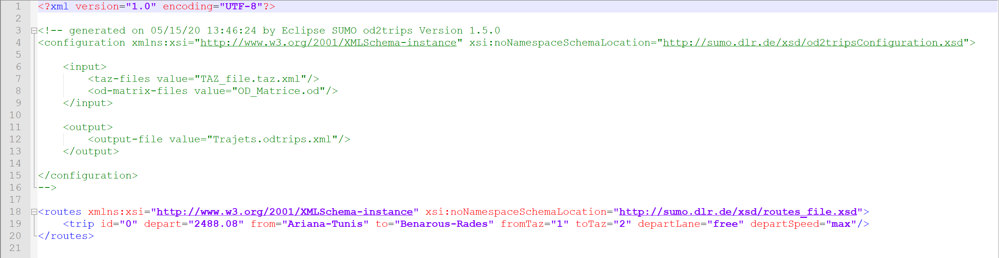 1 <?xml version="1.0" encoding="UTF-8"?>
2
3 <!-- generated on 05/15/20 13:46:24 by Eclipse SUMO od2trips Version 1.5.0
4 <configuration xmlns:xsi="http://www.w3.org/2001/XMLSchema-instance" xsi:noNamespaceSchemaLocation="http://sumo.dlr.de/xsd/od2tripsConfiguration.xsd">
5
6     <input>
7         <taz-files value="TAZ_file.taz.xml"/>
8         <od-matrix-files value="OD_Matrice.od"/>
9     </input>
10
11     <output>
12         <output-file value="Trajets.odtrips.xml"/>
13     </output>
14
15 </configuration>
16 -->
17
18 <routes xmlns:xsi="http://www.w3.org/2001/XMLSchema-instance" xsi:noNamespaceSchemaLocation="http://sumo.dlr.de/xsd/routes_file.xsd">
19     <trip id="0" depart="2488.08" from="Ariana-Tunis" to="Benarous-Rades" fromTaz="1" toTaz="2" departLane="free" departSpeed="max"/>
20 </routes>
21